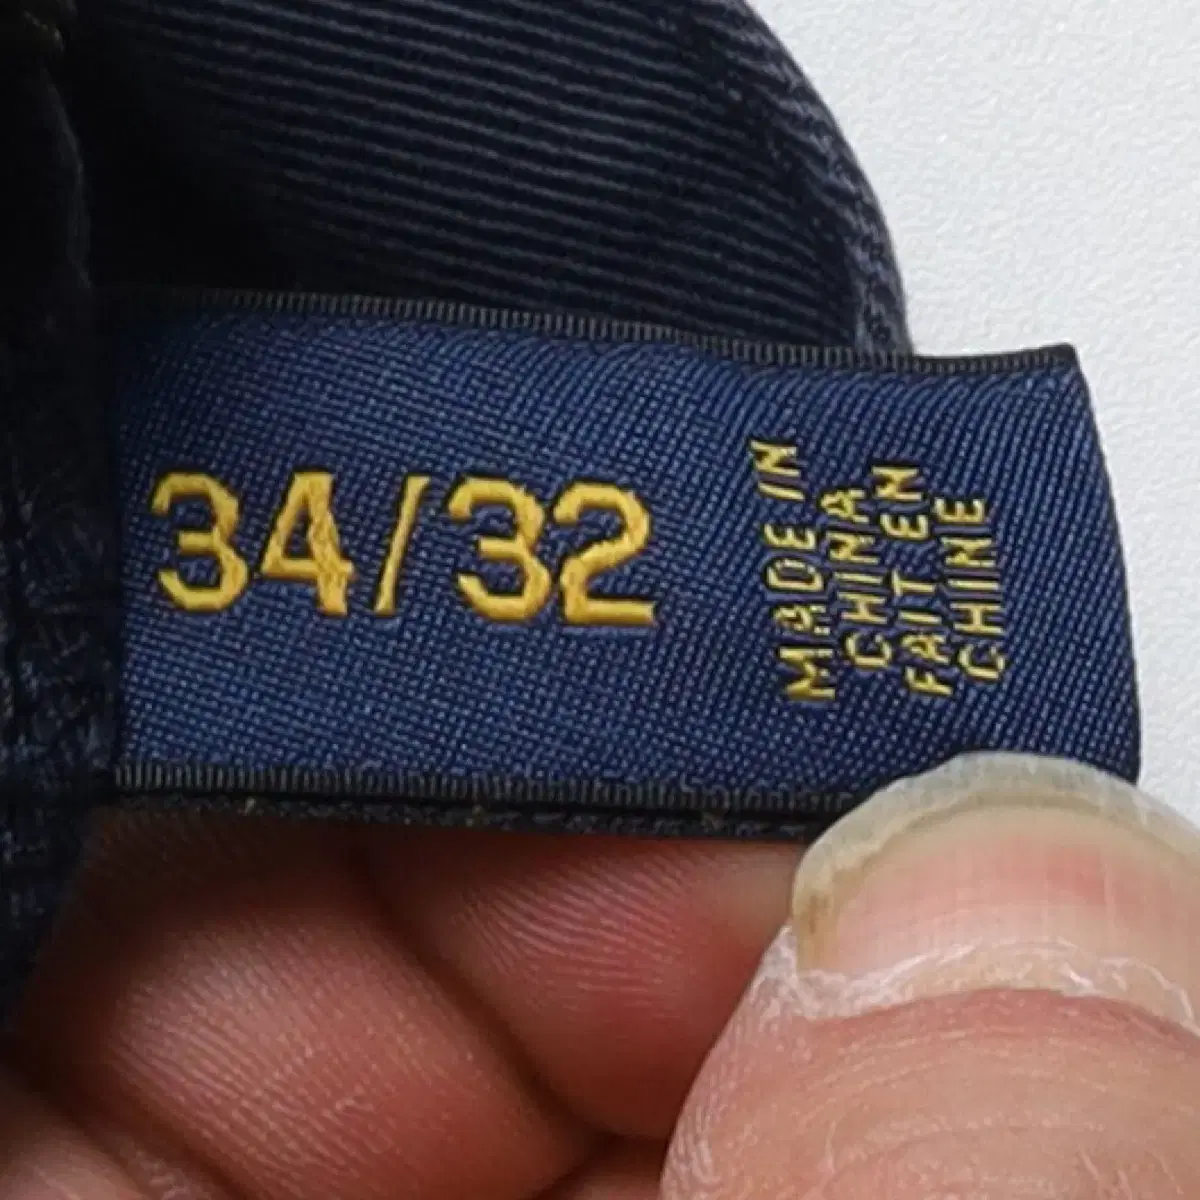 34/32
MADE IN
CHINA
FAIT EN
CHINE